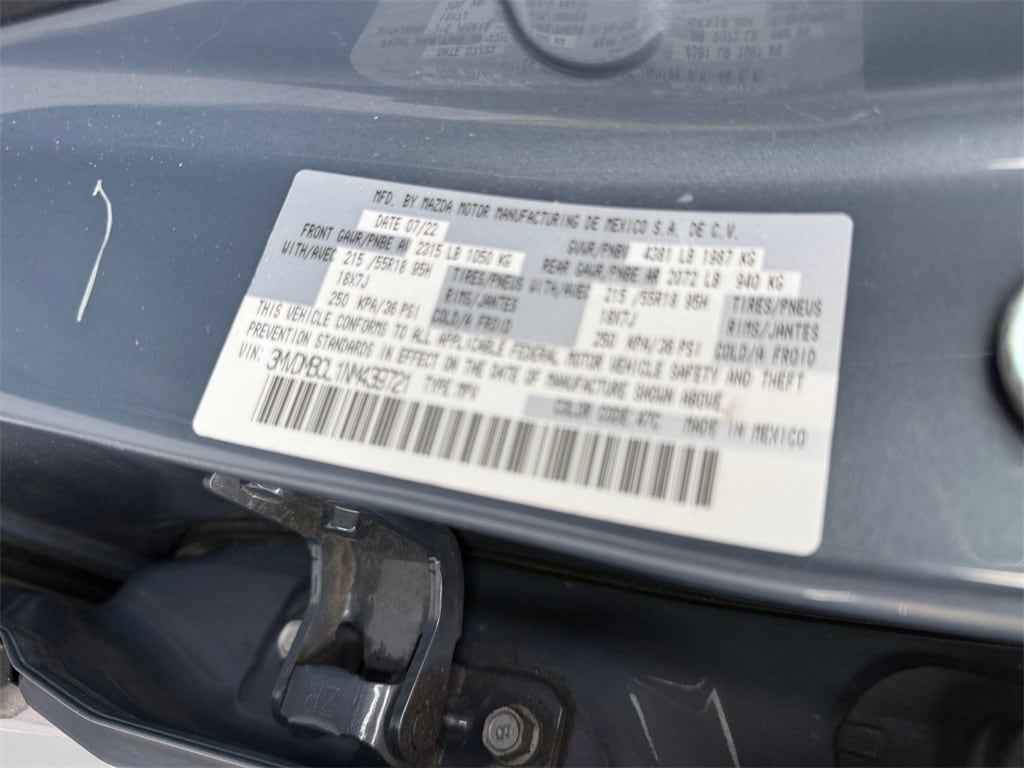 MFD. BY MAZDA MOTOR MANUFACTURING DE MEXICO S.A. DE C.V.
DATE 07/22 GVWR/PNBV 4381 LB 1987 KG
FRONT GAWR/PNBE AV 2315 LB 1050 KG REAR GAWR/PNBE AR 2072 LB 940 KG
WITH/AVEC 215 /55R18 95H TIRES/PNEUS WITH/AVEC 215 /55R18 95H TIRES/PNEUS
18X7J RIMS/JANTES 18X7J RIMS/JANTES
250 KPA/36 PSI COLD/A FROID 250 KPA/36 PSI COLD/A FROID
THIS VEHICLE CONFORMS TO ALL APPLICABLE FEDERAL MOTOR VEHICLE SAFETY AND THEFT
PREVENTION STANDARDS IN EFFECT ON THE DATE OF MANUFACTURE SHOWN ABOVE
VIN: 3MVDMBCL1NM439721 TYPE:MPV
COLOR CODE:47C MADE IN MEXICO
ZP